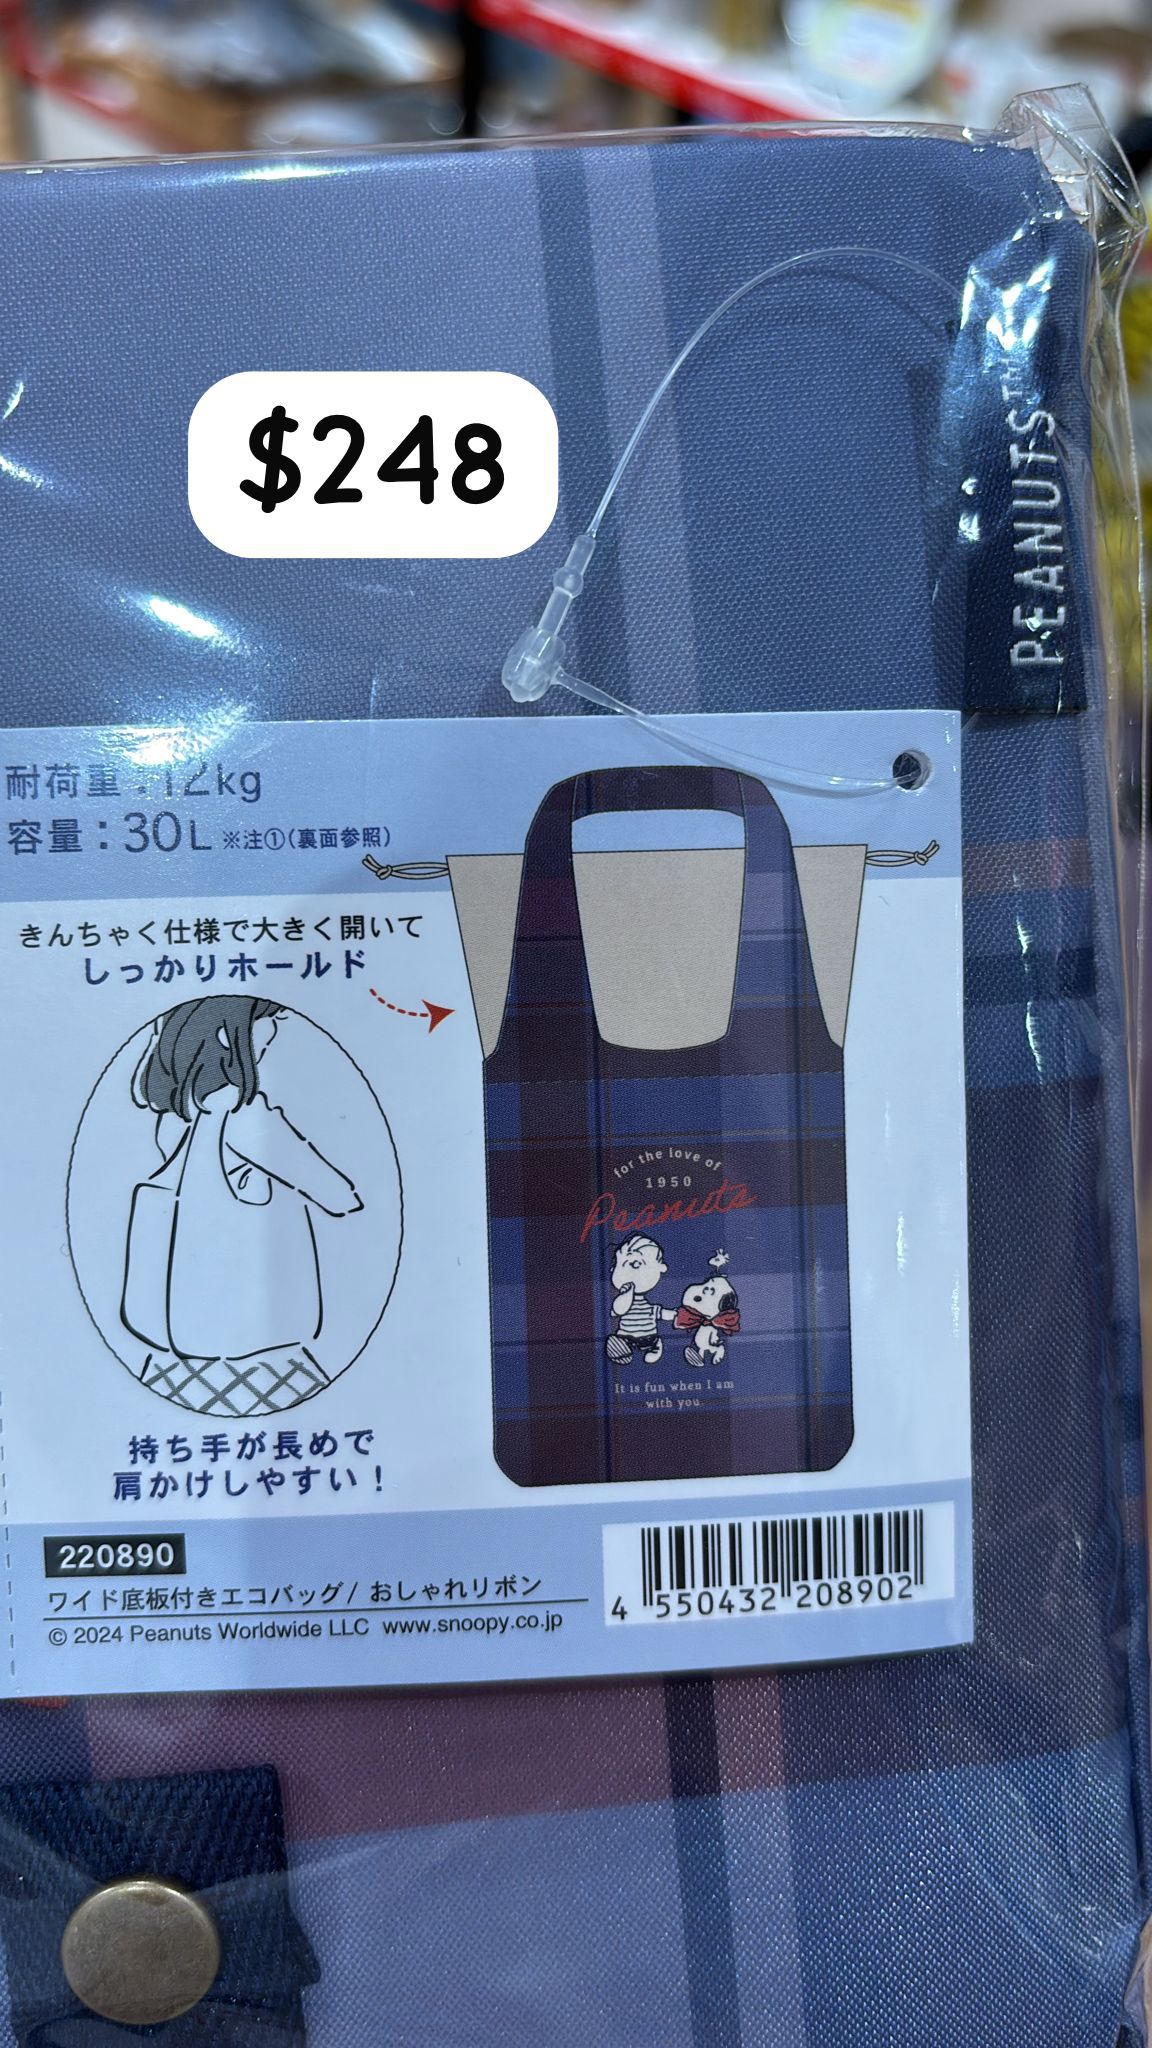 $248
PEANUTS™
耐荷重:12kg
容量:30L ※注①(裏面参照)
きんちゃく仕様で大きく開いて
しっかりホールド
for the love of
1950
Peanuts
It is fun when I am
with you.
持ち手が長めで
肩かけしやすい!
220890
ワイド底板付きエコバッグ/ おしゃれリボン
© 2024 Peanuts Worldwide LLC www.snoopy.co.jp
4 550432 208902